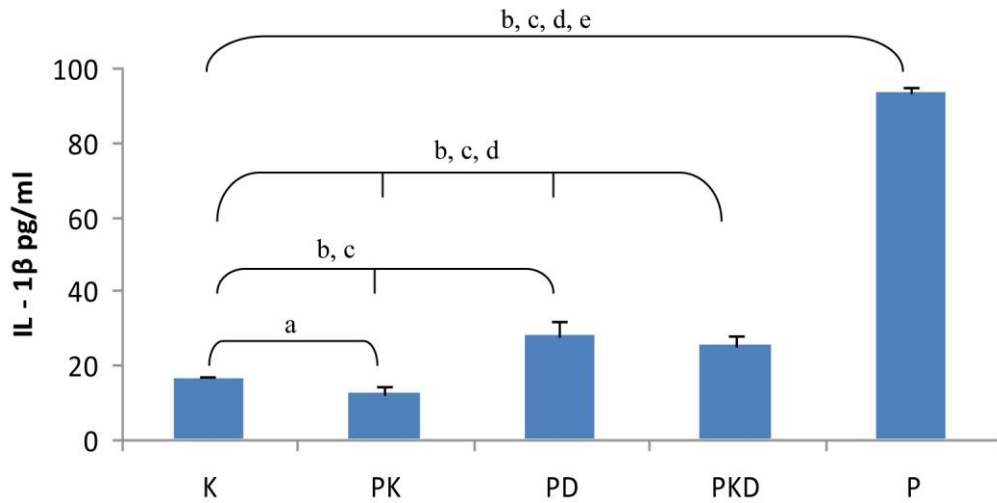 b, c, d, e
100
80
b, c, d
60
b, c
40
a
20
0
IL - 1β pg/ml
K PK PD PKD P